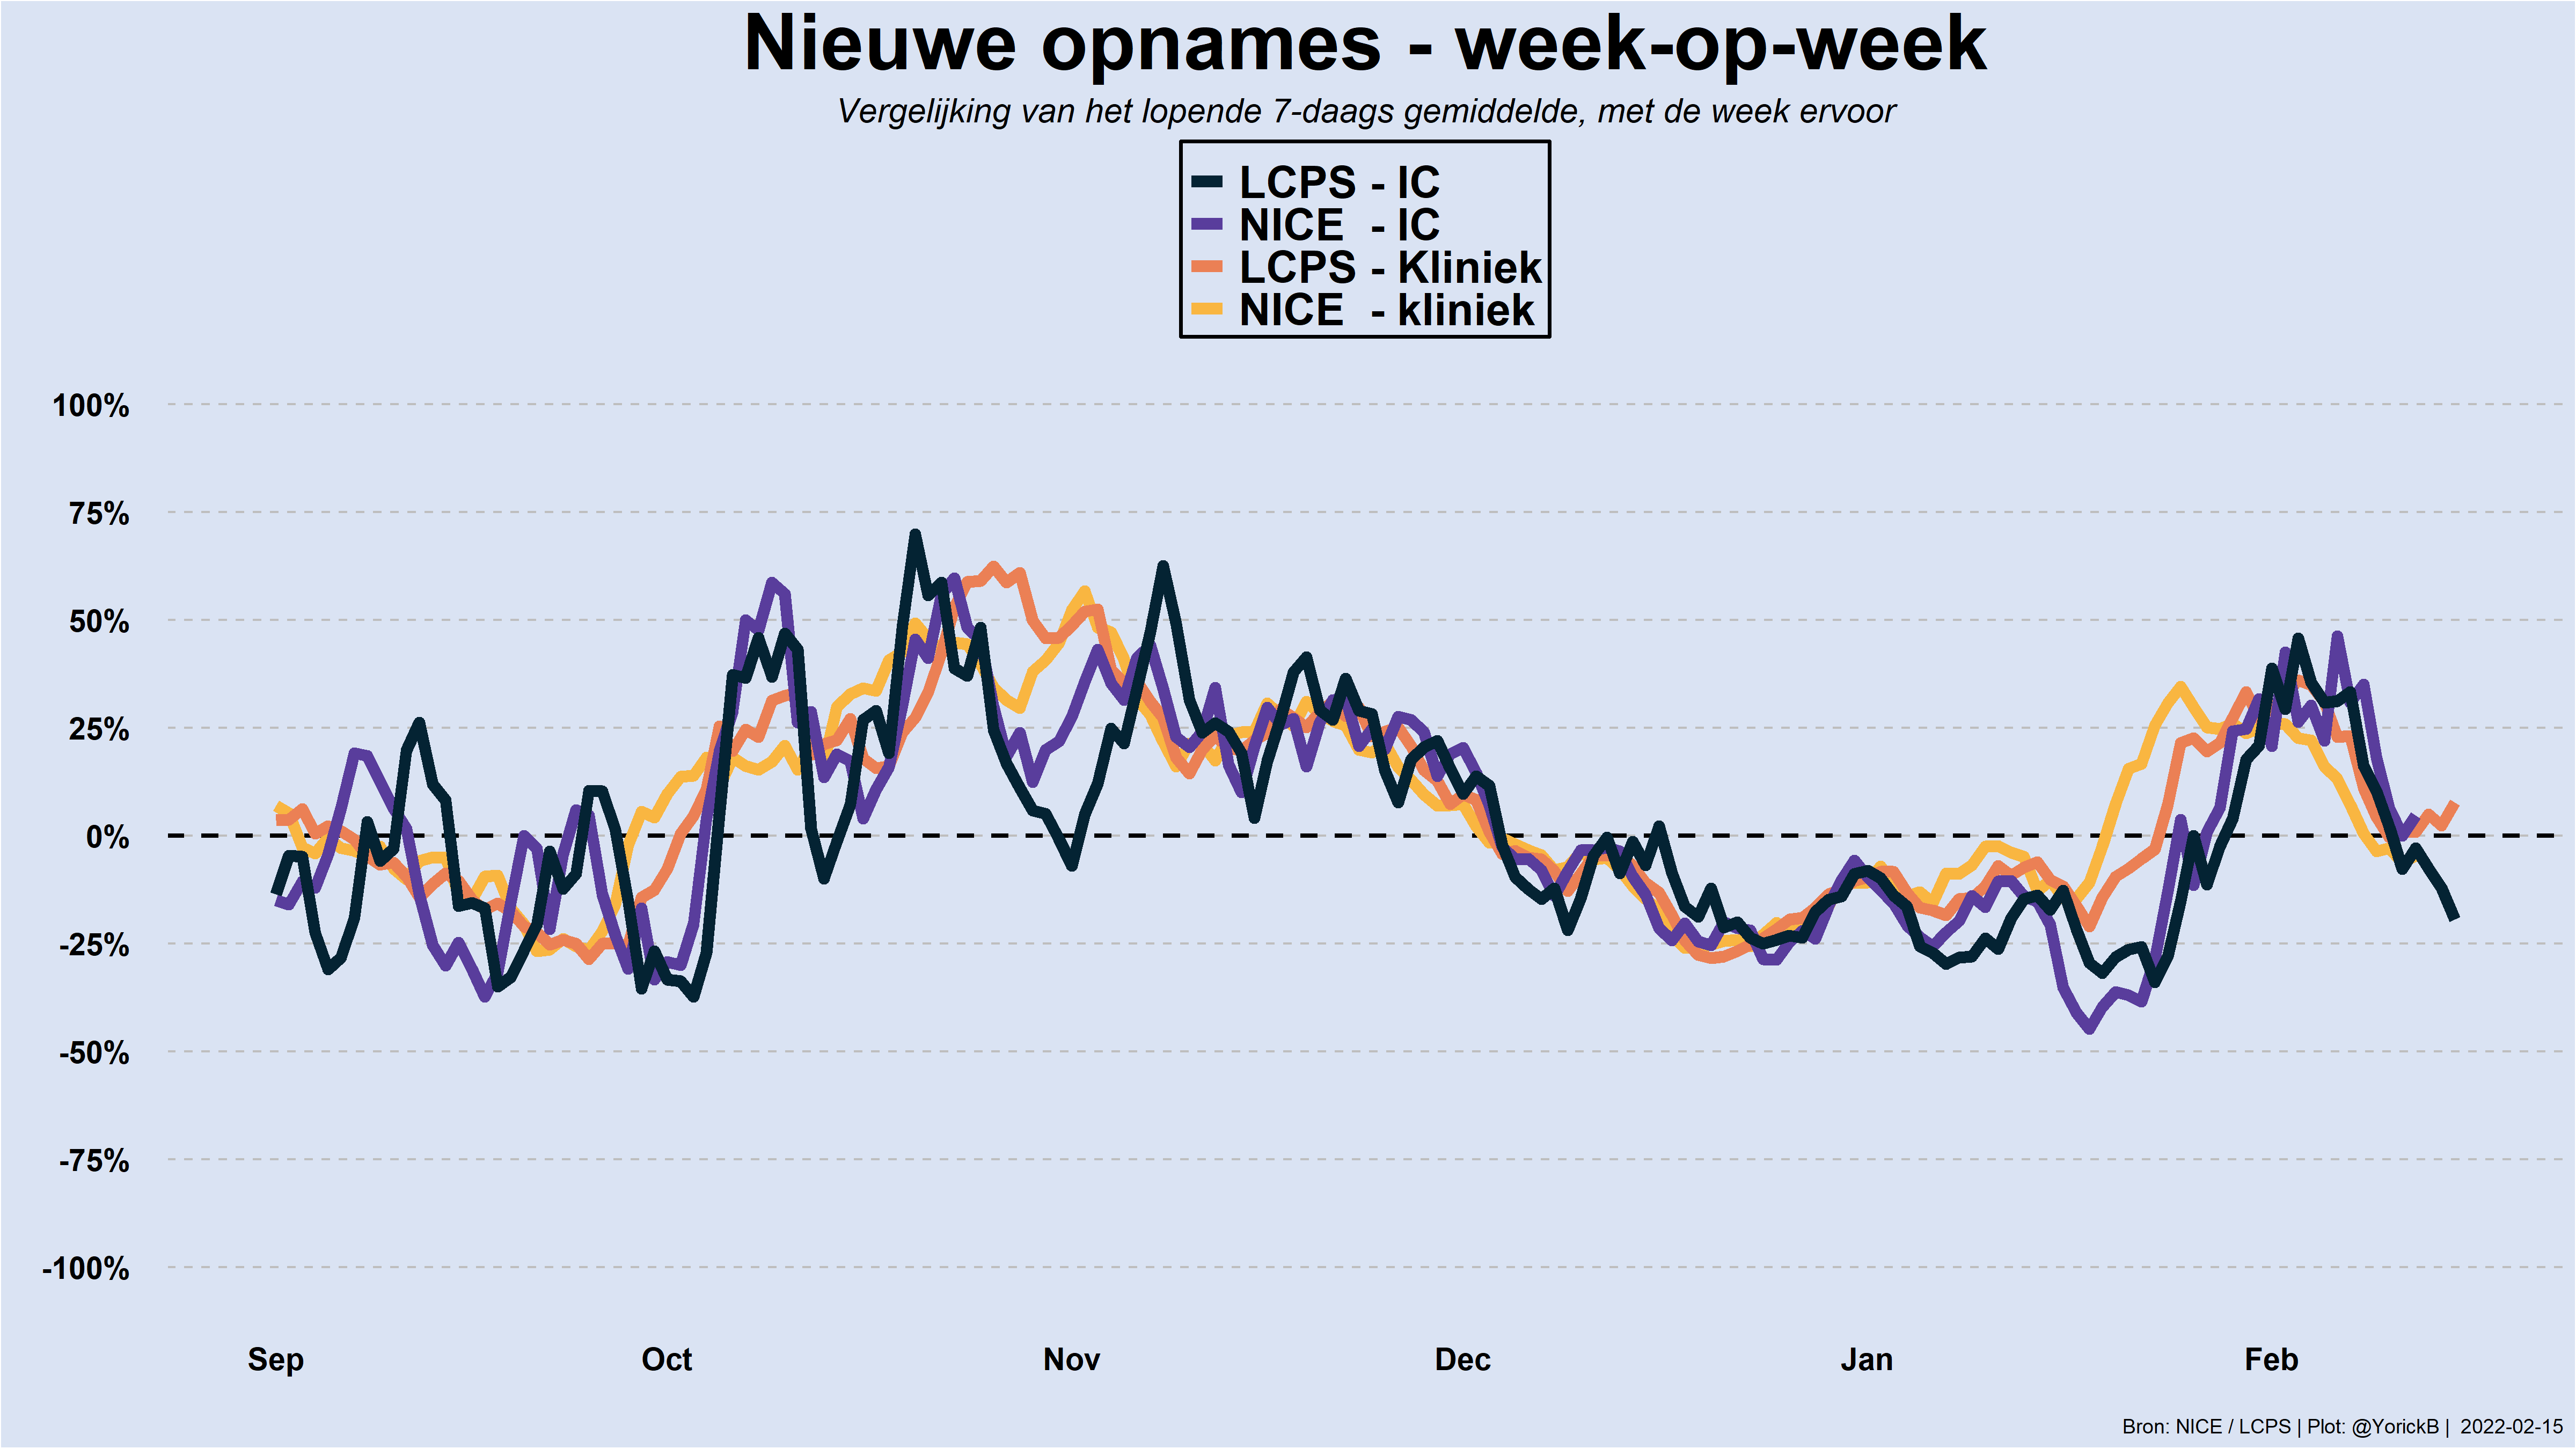 Nieuwe opnames - week-op-week
Vergelijking van het lopende 7-daags gemiddelde, met de week ervoor
LCPS - IC
NICE - IC
LCPS - Kliniek
NICE - kliniek
100%
75%
50%
25%
0%
-25%
-50%
-75%
-100%
Sep Oct Nov Dec Jan Feb
Bron: NICE / LCPS | Plot: @YorickB | 2022-02-15